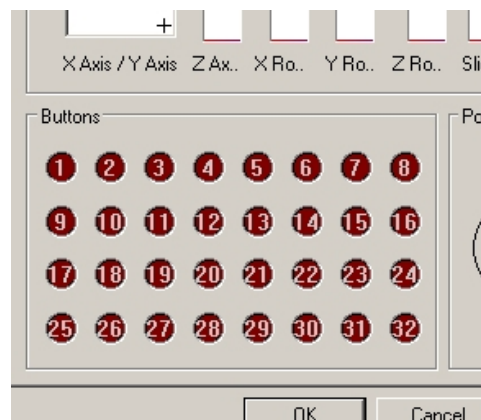 X Axis / Y Axis Z Ax.. X Ro.. Y Ro.. Z Ro.. Sli
Buttons Po
1 2 3 4 5 6 7 8
9 10 11 12 13 14 15 16
17 18 19 20 21 22 23 24
25 26 27 28 29 30 31 32
OK Cancel